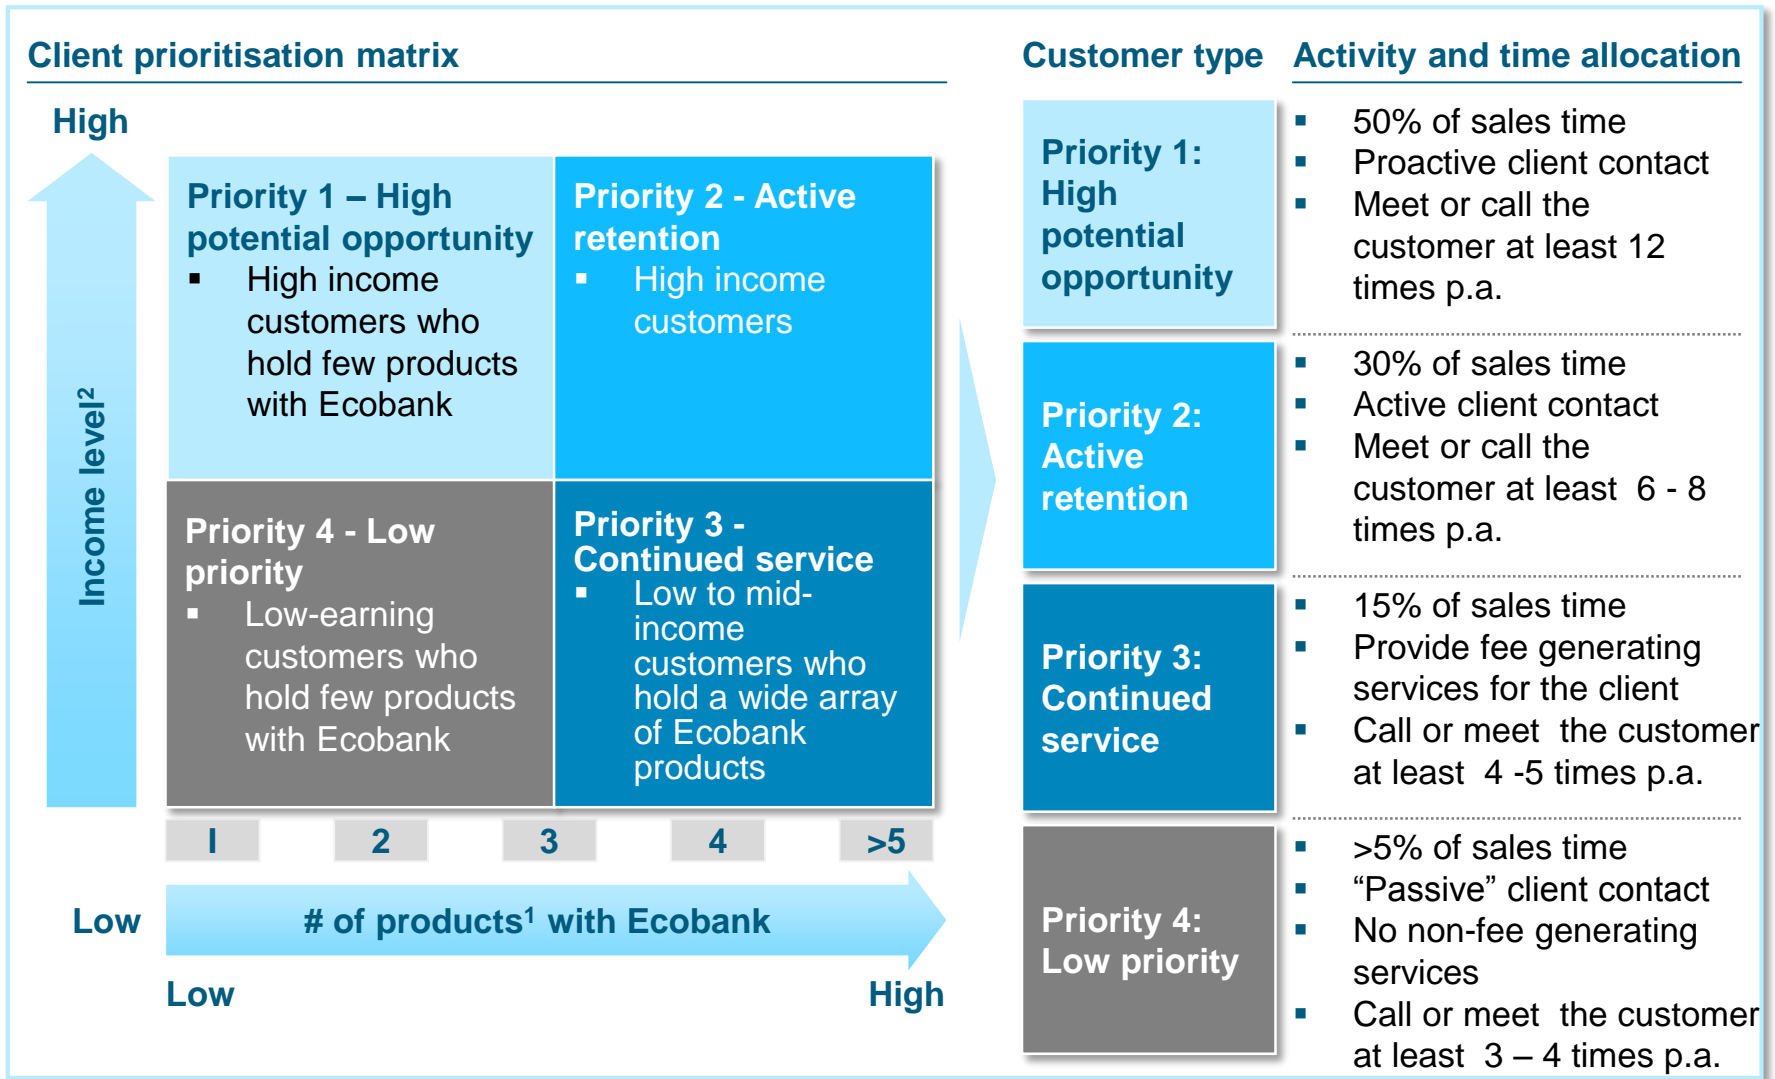 Client prioritisation matrix
High
Income level²
Priority 1 – High
potential opportunity
▪ High income
customers who
hold few products
with Ecobank
Priority 2 - Active
retention
▪ High income
customers
Priority 4 - Low
priority
▪ Low-earning
customers who
hold few products
with Ecobank
Priority 3 -
Continued service
▪ Low to mid-
income
customers who
hold a wide array
of Ecobank
products
I 2 3 4 >5
Low
# of products¹ with Ecobank
Low High
Customer type
Activity and time allocation
Priority 1:
High
potential
opportunity
▪ 50% of sales time
▪ Proactive client contact
▪ Meet or call the
customer at least 12
times p.a.
Priority 2:
Active
retention
▪ 30% of sales time
▪ Active client contact
▪ Meet or call the
customer at least 6 - 8
times p.a.
Priority 3:
Continued
service
▪ 15% of sales time
▪ Provide fee generating
services for the client
▪ Call or meet the customer
at least 4 -5 times p.a.
Priority 4:
Low priority
▪ >5% of sales time
▪ “Passive” client contact
▪ No non-fee generating
services
▪ Call or meet the customer
at least 3 – 4 times p.a.